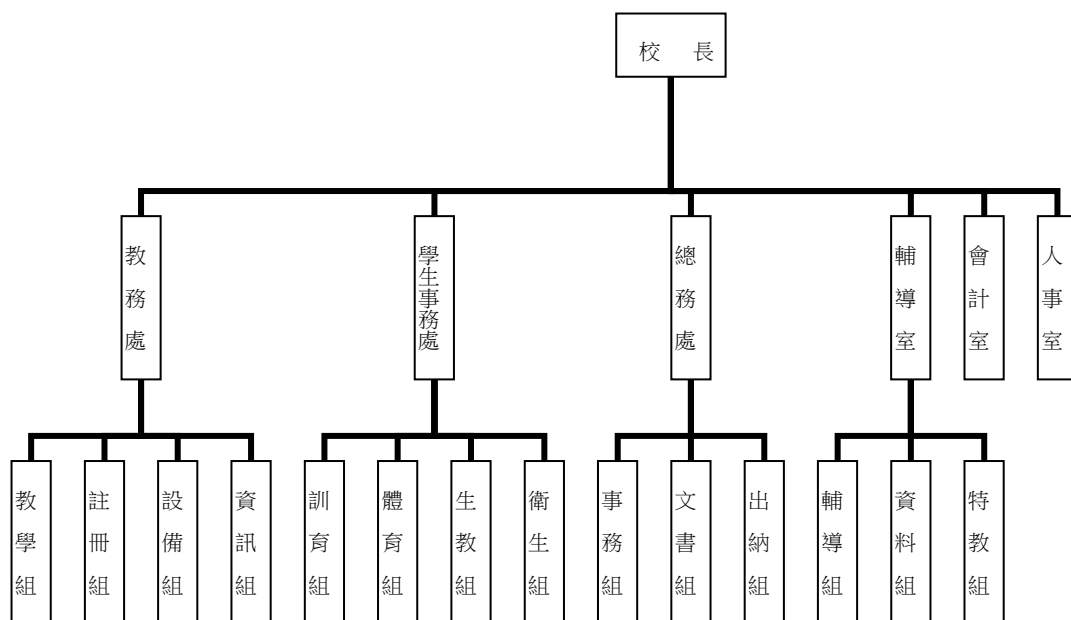 校 長
教務處
學生事務處
總務處
輔導室
會計室
人事室
教學組
註冊組
設備組
資訊組
訓育組
體育組
生教組
衛生組
事務組
文書組
出納組
輔導組
資料組
特教組